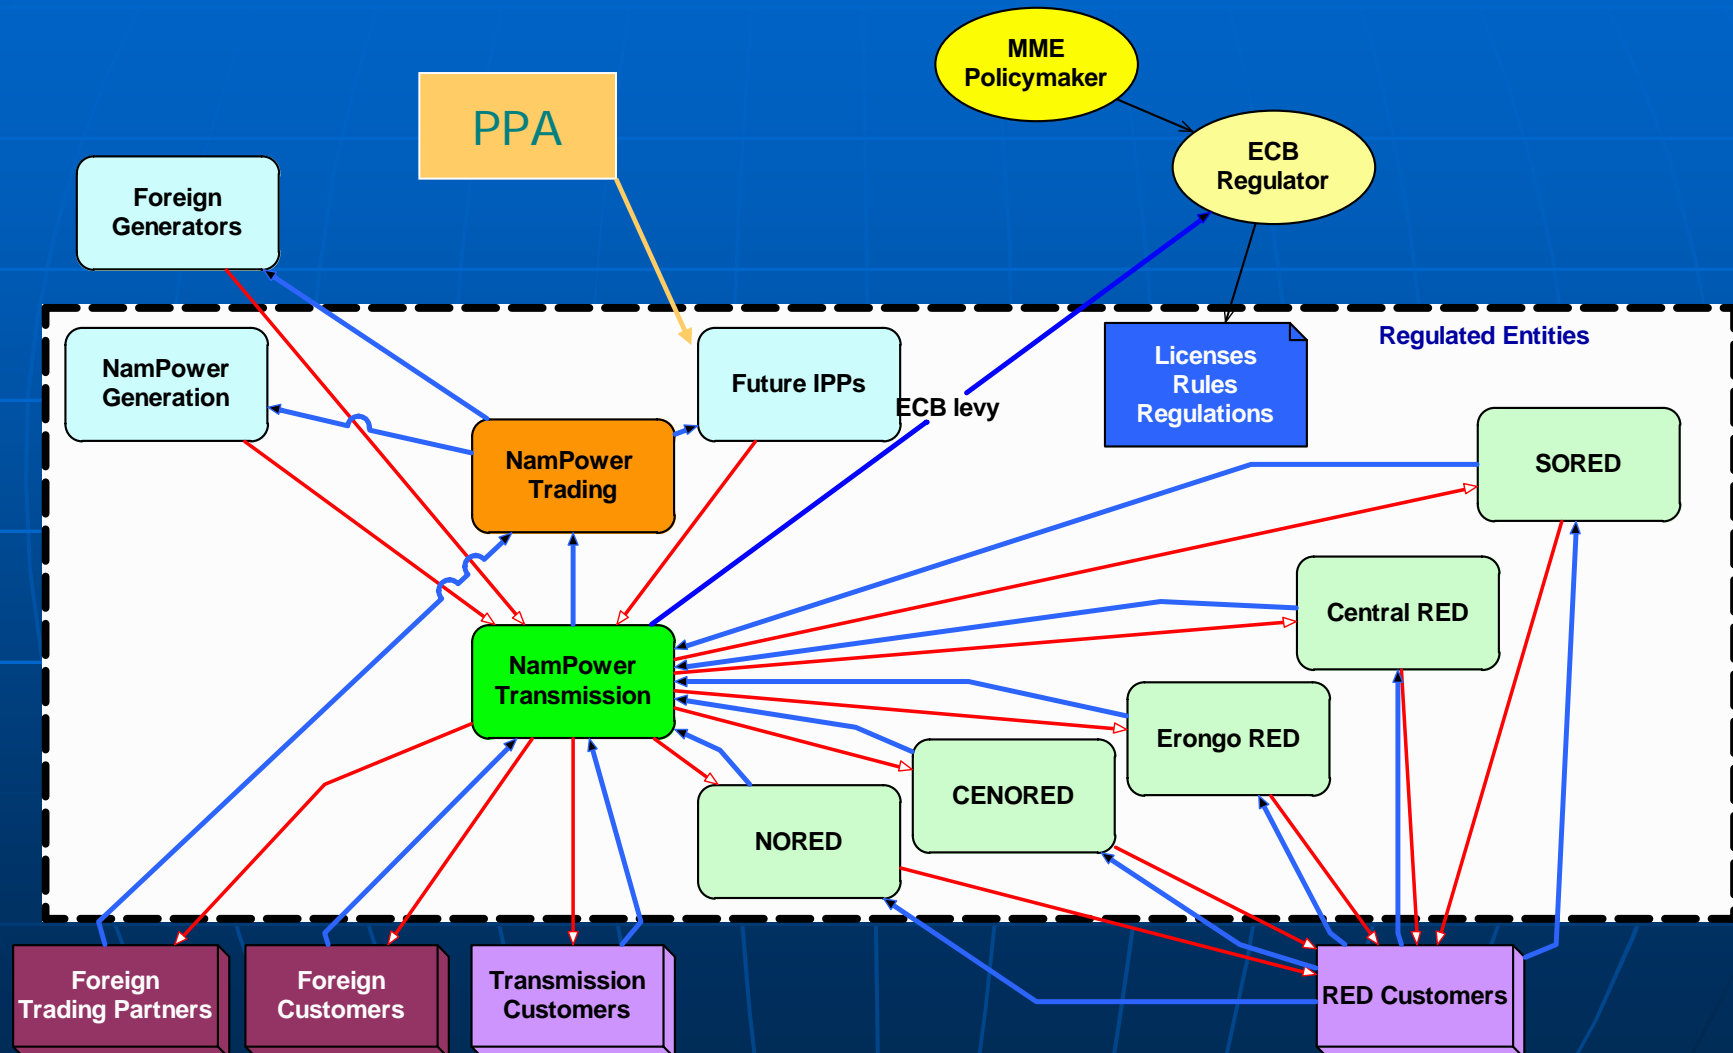 MME
Policymaker
PPA
ECB
Regulator
Foreign
Generators
Regulated Entities
NamPower
Generation
Future IPPs
Licenses
Rules
Regulations
ECB levy
NamPower
Trading
SORED
Central RED
NamPower
Transmission
Erongo RED
CENORED
NORED
Foreign
Trading Partners
Foreign
Customers
Transmission
Customers
RED Customers